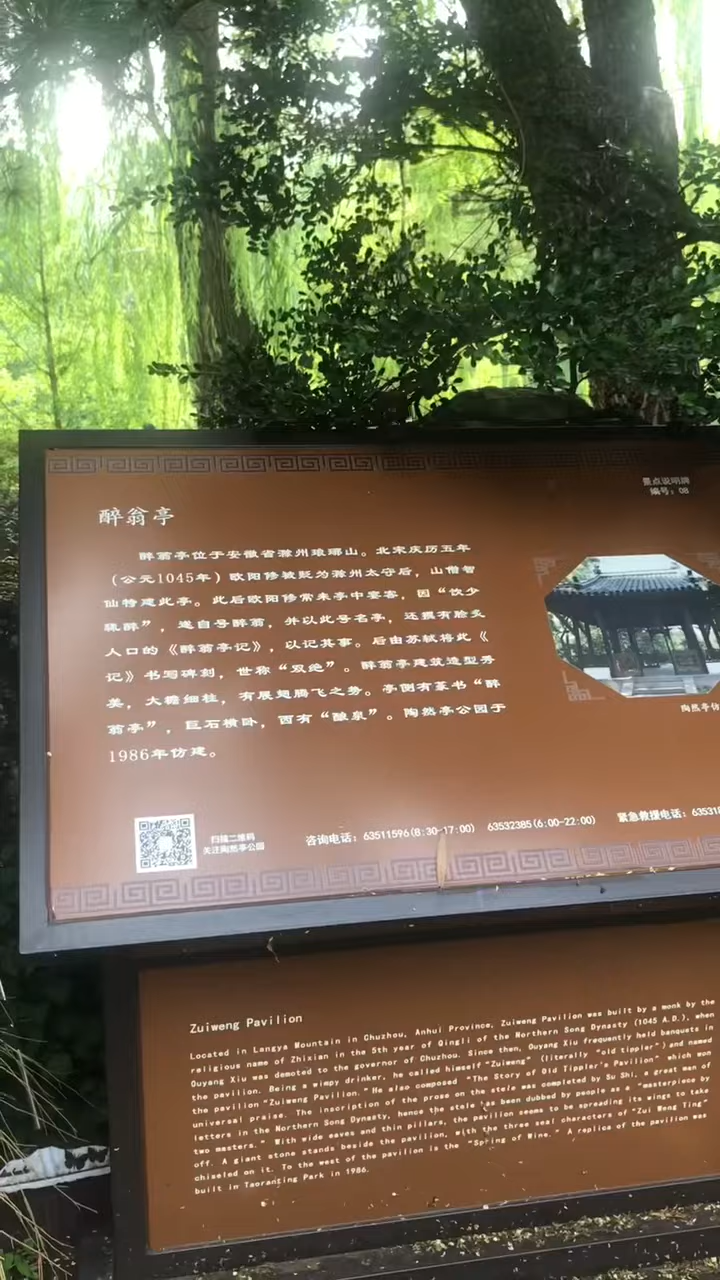 景点说明牌
编号：08
醉翁亭
醉翁亭位于安徽省滁州琅琊山。北宋庆历五年
（公元1045年）欧阳修被贬为滁州太守后，山僧智
仙特建此亭。此后欧阳修常来亭中宴客，因“饮少
辄醉”，遂自号醉翁，并以此号名亭，还撰有脍炙
人口的《醉翁亭记》，以记其事。后由苏轼将此《
记》书写碑刻，世称“双绝”。醉翁亭建筑造型秀
美，大檐细柱，有展翅腾飞之势。亭侧有篆书“醉
翁亭”，巨石横卧，西有“酿泉”。陶然亭公园于
1986年仿建。
陶然亭仿
扫描二维码
关注陶然亭公园
咨询电话：63511596(8:30-17:00) 63532385(6:00-22:00) 紧急救援电话：63531
Zuiweng Pavilion
Located in Langya Mountain in Chuzhou, Anhui Province, Zuiweng Pavilion was built by a monk by the
religious name of Zhixian in the 5th year of Qingli of the Northern Song Dynasty (1045 A.D.), when
Ouyang Xiu was demoted to the governor of Chuzhou. Since then, Ouyang Xiu frequently held banquets in
the pavilion. Being a wimpy drinker, he called himself "Zuiweng" (literally "old tippler") and named
the pavilion "Zuiweng Pavilion." He also composed "The Story of Old Tippler's Pavilion" which won
universal praise. The inscription of the prose on the stele was completed by Su Shi, a great man of
letters in the Northern Song Dynasty, hence the stele has been dubbed by people as a "masterpiece by
two masters." With wide eaves and thin pillars, the pavilion seems to be spreading its wings to take
off. A giant stone stands beside the pavilion, with the three seal characters of "Zui Weng Ting"
chiseled on it. To the west of the pavilion is the "Spring of Wine." A replica of the pavilion was
built in Taoranting Park in 1986.